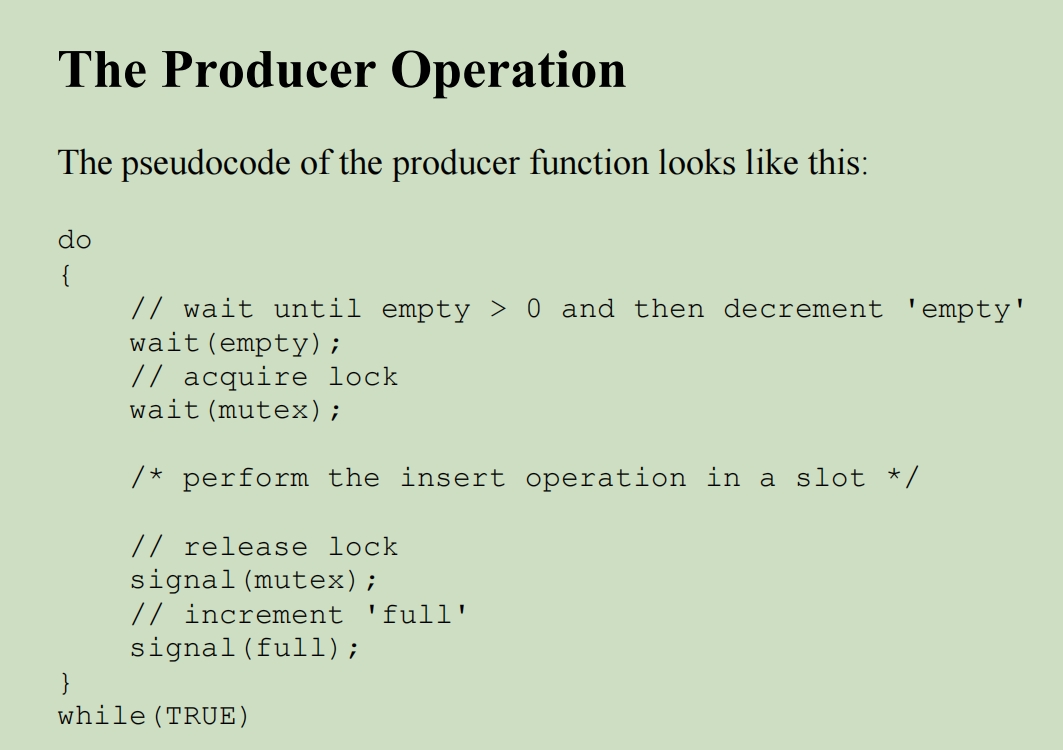 The Producer Operation
The pseudocode of the producer function looks like this:
do
{
// wait until empty > 0 and then decrement 'empty'
wait(empty);
// acquire lock
wait(mutex);
/* perform the insert operation in a slot */
// release lock
signal(mutex);
// increment 'full'
signal(full);
}
while(TRUE)